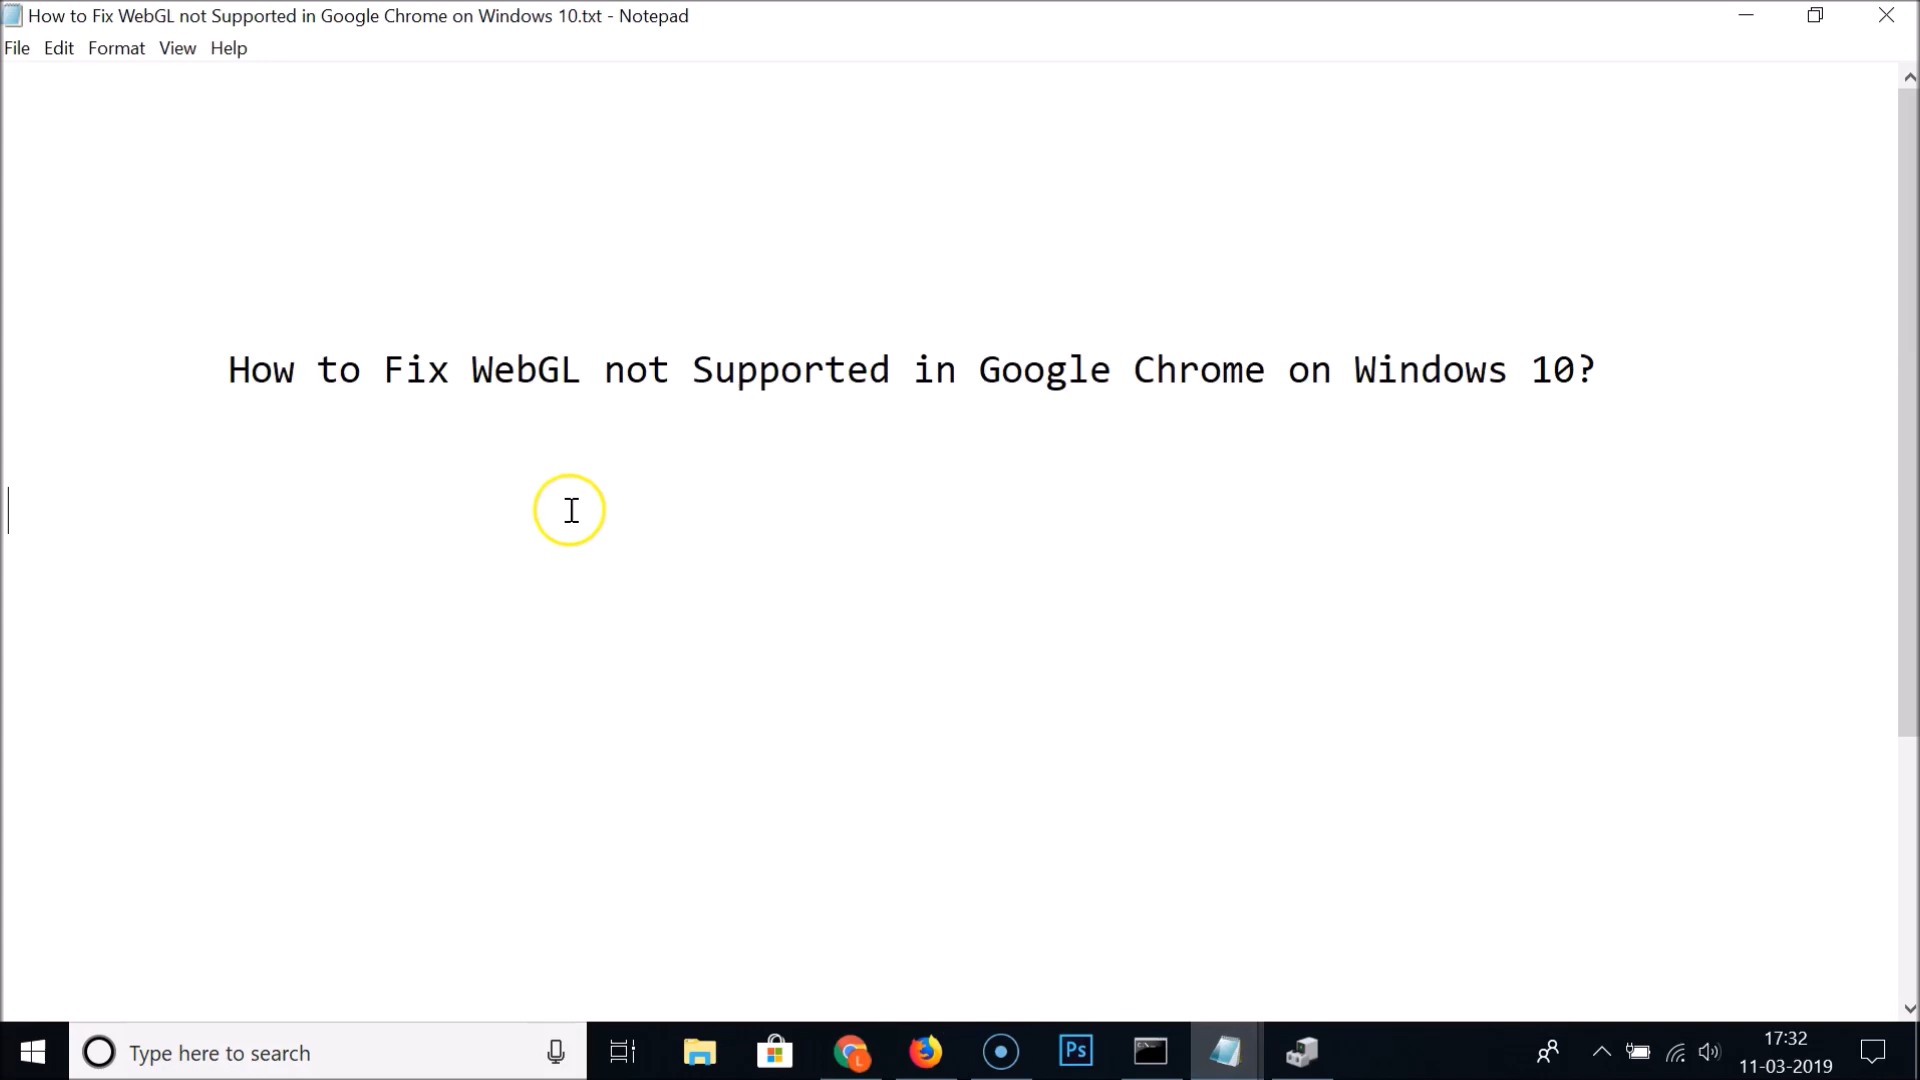 How to Fix WebGL not Supported in Google Chrome on Windows 10.txt - Notepad
File Edit Format View Help
How to Fix WebGL not Supported in Google Chrome on Windows 10?
Type here to search
L
Ps
17:32
11-03-2019